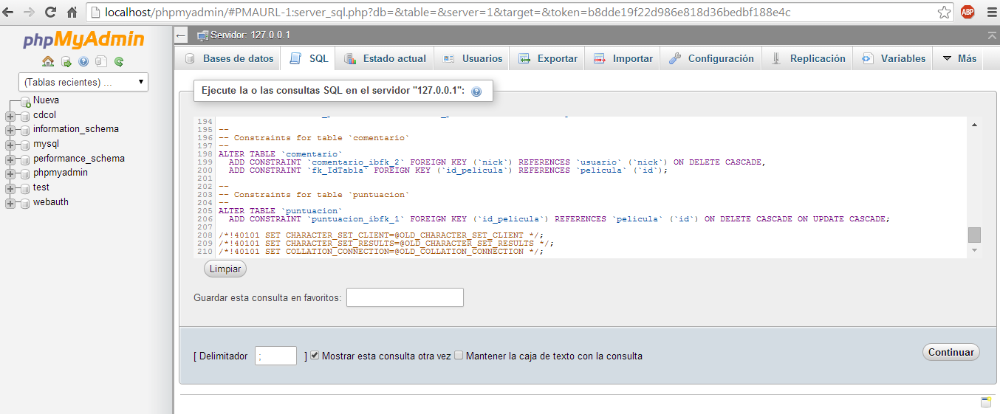 localhost/phpmyadmin/#PMAURL-1:server_sql.php?db=&table=&server=1&target=&token=b8dde19f22d986e818d36bedbf188e4c
ABP
phpMyAdmin
(Tablas recientes) ...
Nueva
cdcol
information_schema
mysql
performance_schema
phpmyadmin
test
webauth
Servidor: 127.0.0.1
Bases de datos
SQL
Estado actual
Usuarios
Exportar
Importar
Configuración
Replicación
Variables
Más
Ejecute la o las consultas SQL en el servidor "127.0.0.1":
194
195 --
196 -- Constraints for table `comentario`
197 --
198 ALTER TABLE `comentario`
199 ADD CONSTRAINT `comentario_ibfk_2` FOREIGN KEY (`nick`) REFERENCES `usuario` (`nick`) ON DELETE CASCADE,
200 ADD CONSTRAINT `fk_IdTabla` FOREIGN KEY (`id_pelicula`) REFERENCES `pelicula` (`id`);
201
202 --
203 -- Constraints for table `puntuacion`
204 --
205 ALTER TABLE `puntuacion`
206 ADD CONSTRAINT `puntuacion_ibfk_1` FOREIGN KEY (`id_pelicula`) REFERENCES `pelicula` (`id`) ON DELETE CASCADE ON UPDATE CASCADE;
207
208 /*!40101 SET CHARACTER_SET_CLIENT=@OLD_CHARACTER_SET_CLIENT */;
209 /*!40101 SET CHARACTER_SET_RESULTS=@OLD_CHARACTER_SET_RESULTS */;
210 /*!40101 SET COLLATION_CONNECTION=@OLD_COLLATION_CONNECTION */;
Limpiar
Guardar esta consulta en favoritos:
[ Delimitador ; ] Mostrar esta consulta otra vez Mantener la caja de texto con la consulta
Continuar